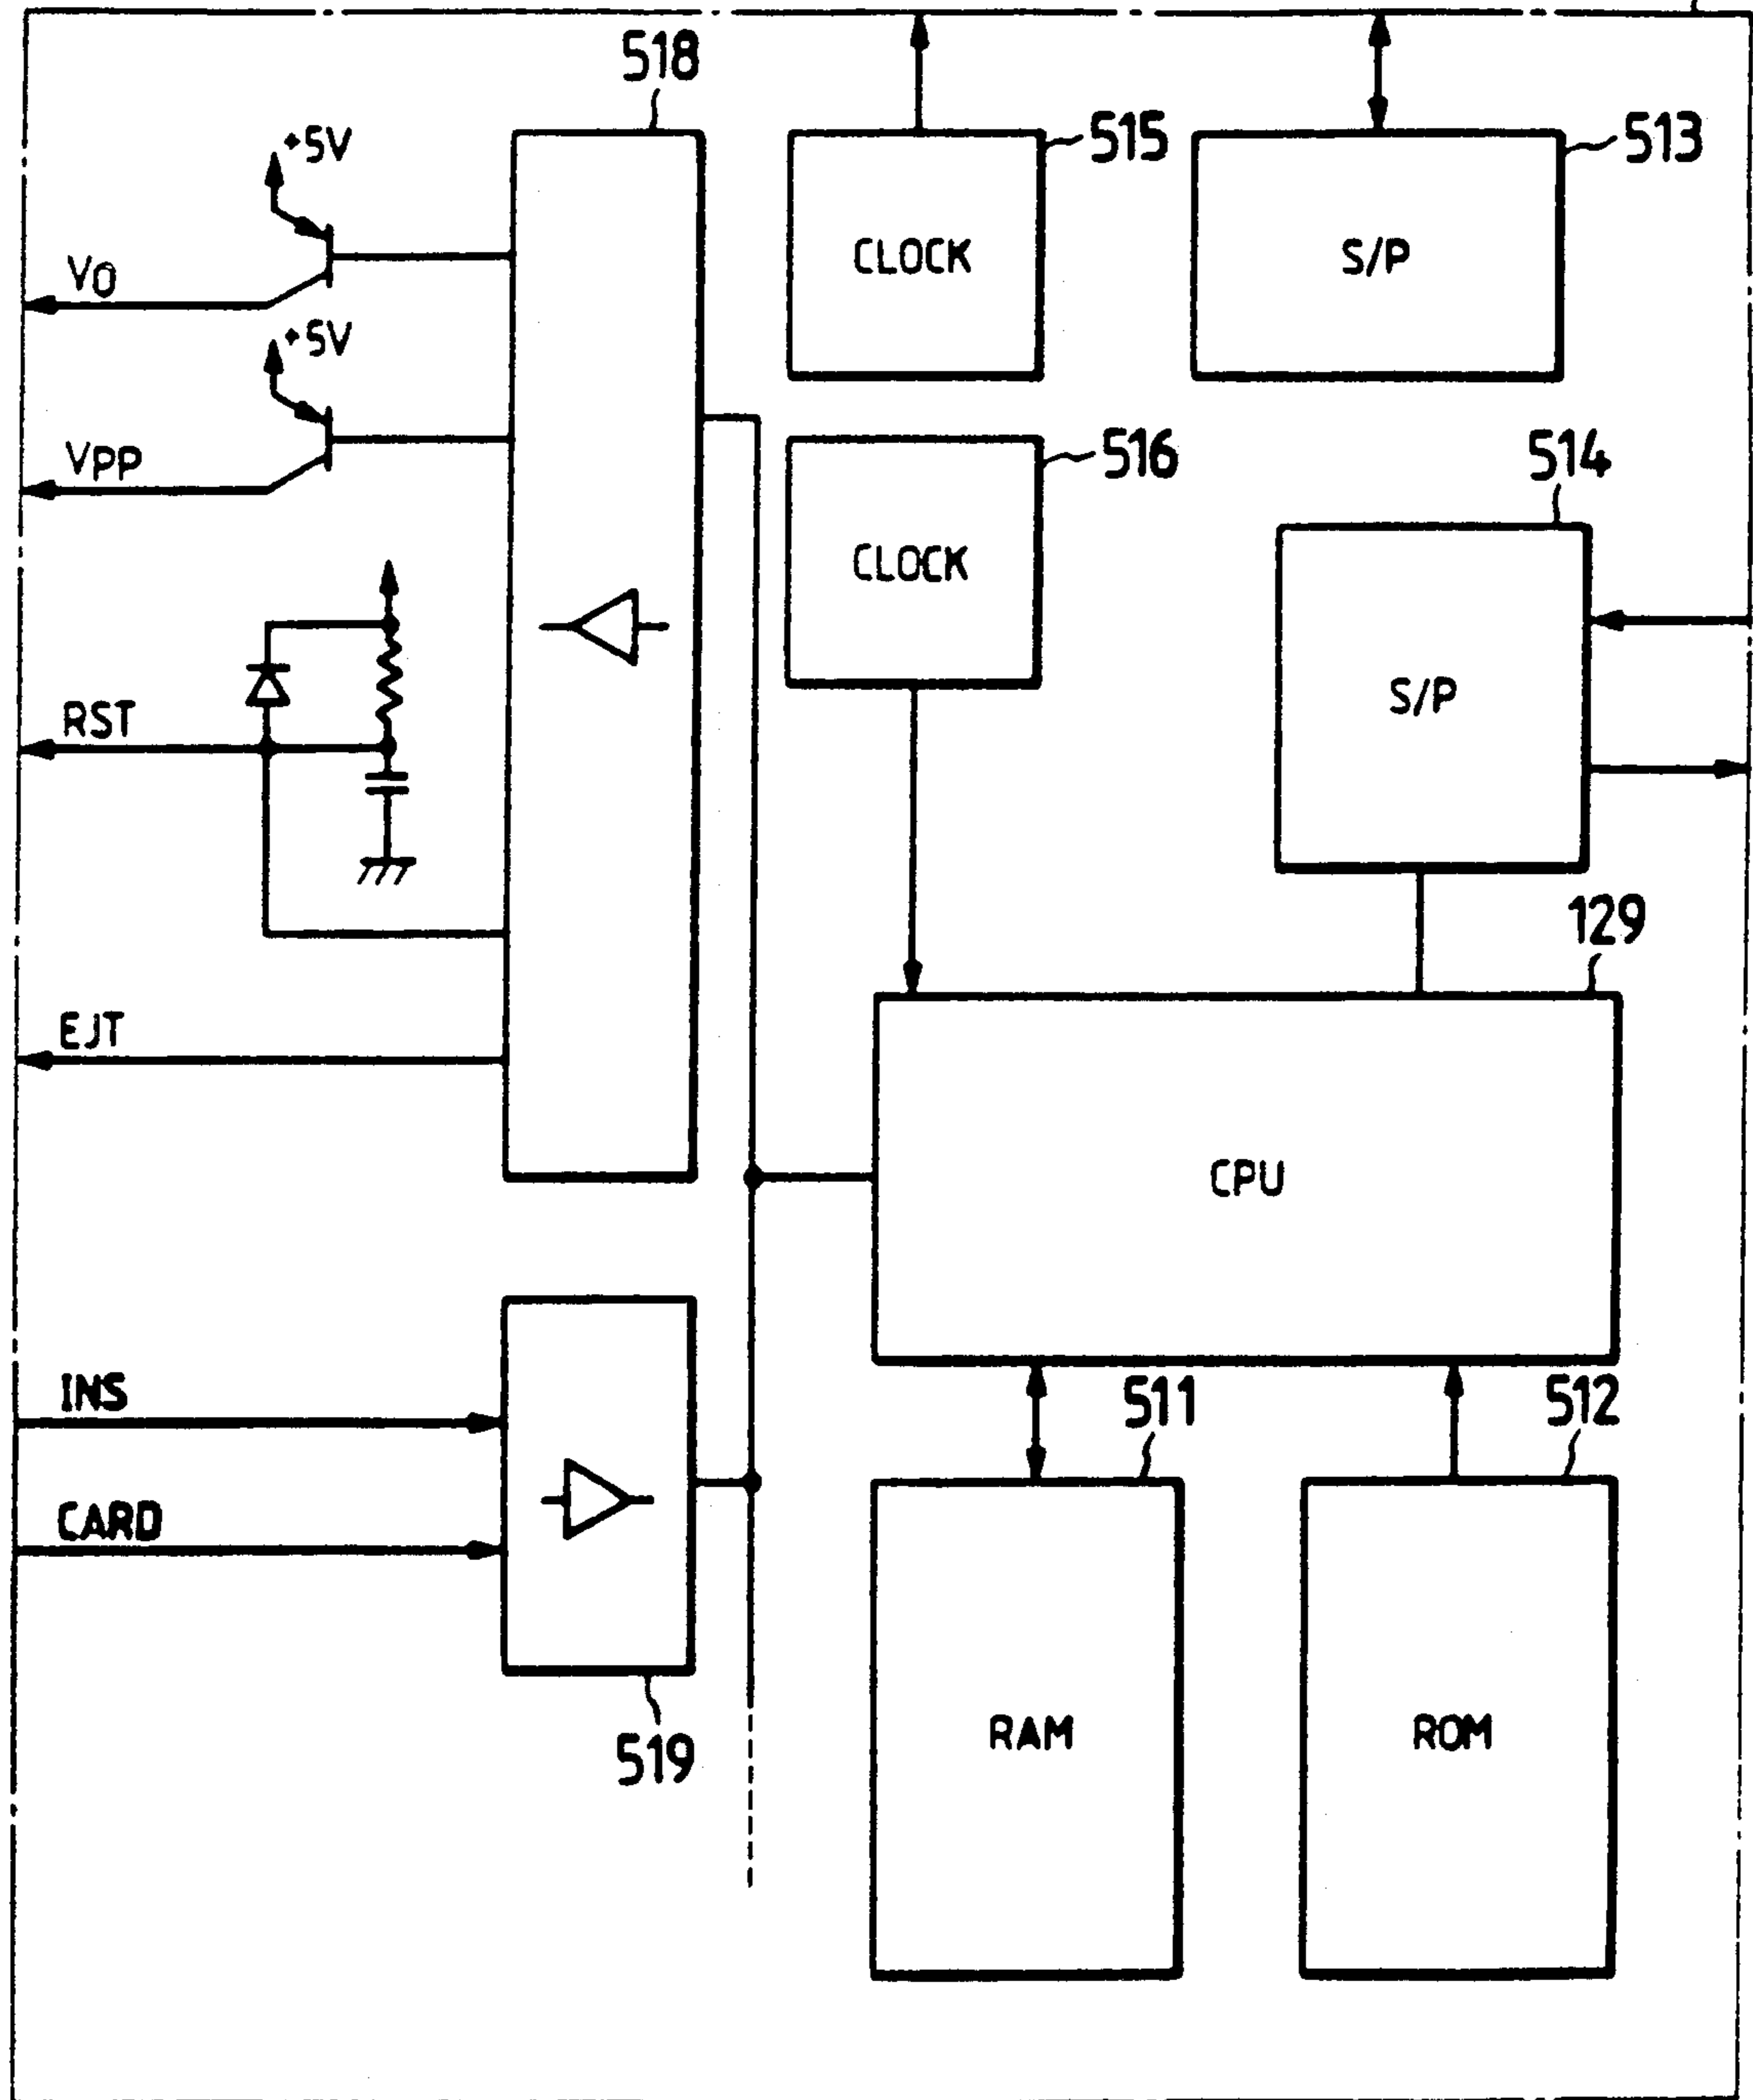 518
+5V
515
513
CLOCK
S/P
VO
+5V
516
514
VPP
CLOCK
S/P
RST
129
EJT
CPU
INS
511
512
CARD
RAM
ROM
519